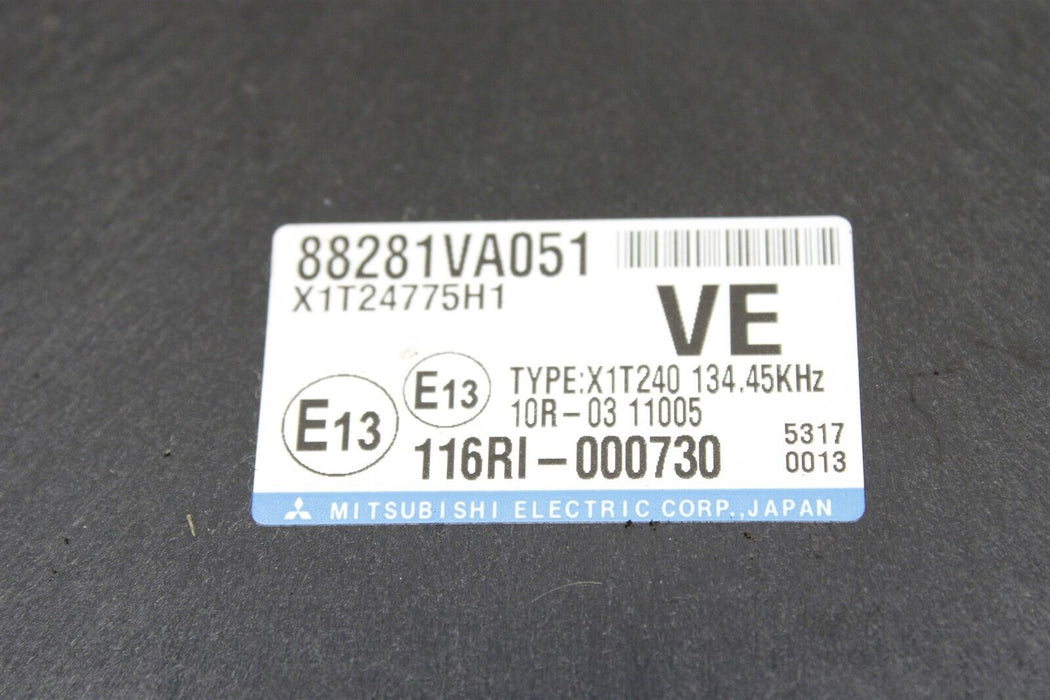 88281VA051
X1T24775H1
VE
E13
E13
TYPE:X1T240 134.45KHz
10R-03 11005
116RI-000730
5317
0013
MITSUBISHI ELECTRIC CORP.,JAPAN